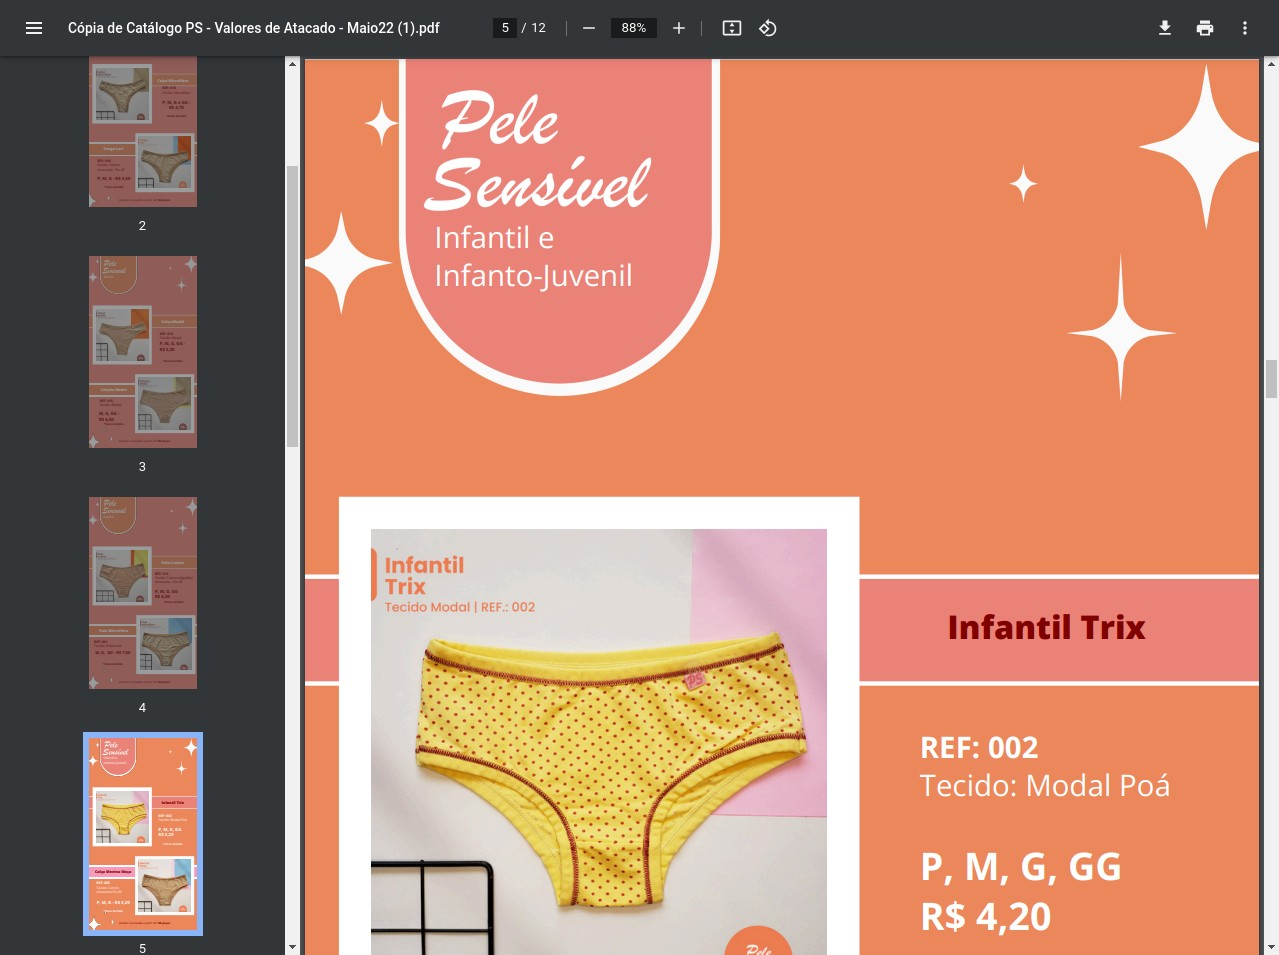 Cópia de Catálogo PS - Valores de Atacado - Maio22 (1).pdf
5 / 12
88%
2
3
4
5
Pele
Sensível
Infantil e
Infanto-Juvenil
Infantil
Trix
Tecido Modal | REF.: 002
PS
Pele
Infantil Trix
REF: 002
Tecido: Modal Poá
P, M, G, GG
R$ 4,20